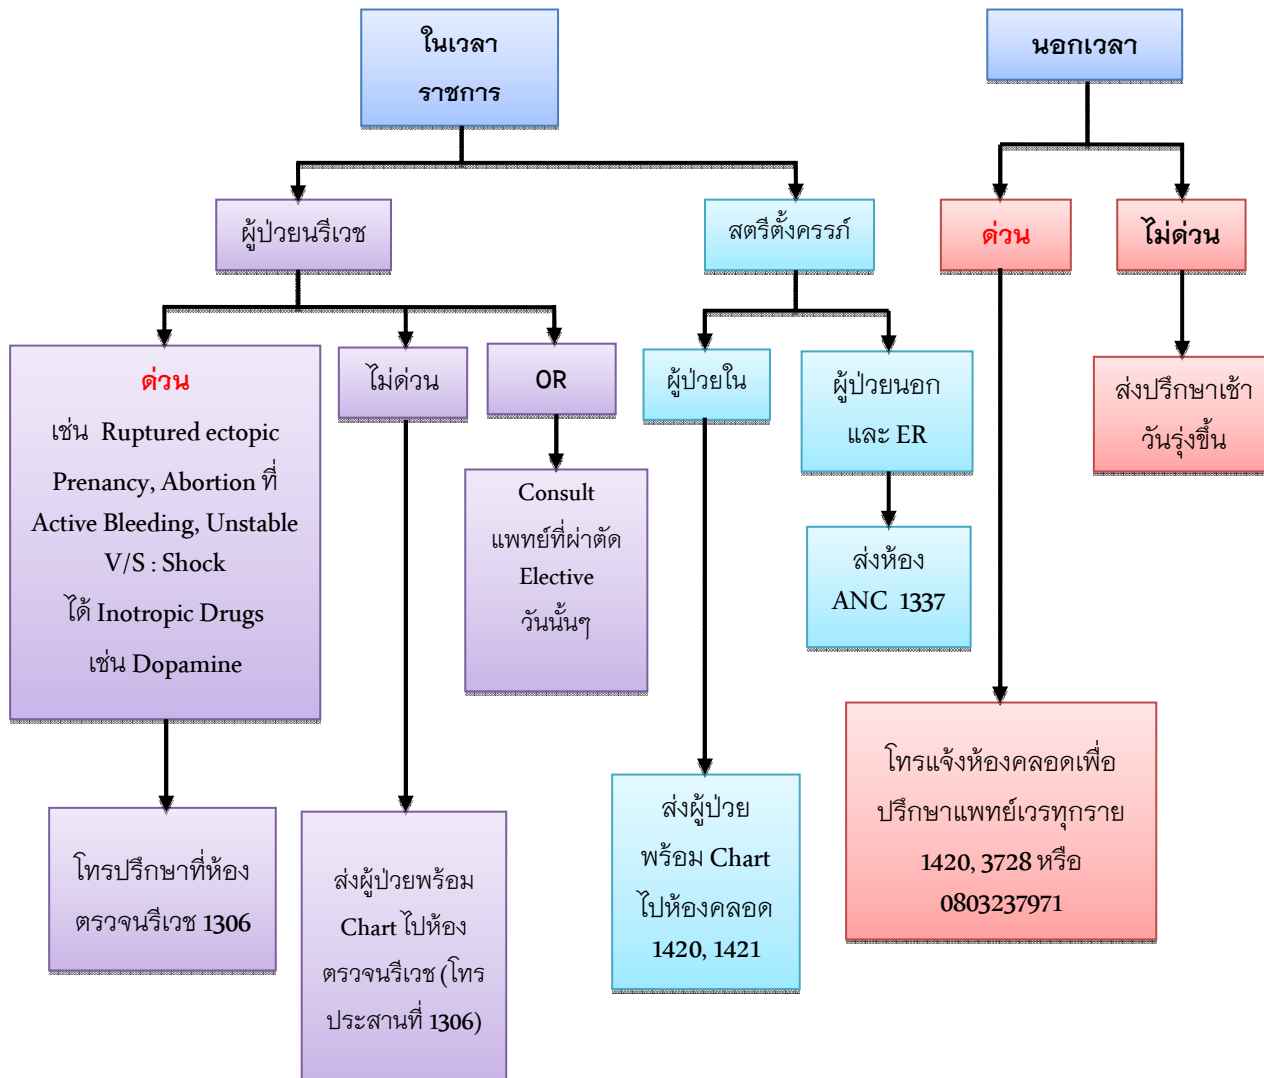 ในเวลา
ราชการ
นอกเวลา
ผู้ป่วยนรีเวช
สตรีตั้งครรภ์
ด่วน
ไม่ด่วน
ด่วน
เช่น Ruptured ectopic
Prenancy, Abortion ที่
Active Bleeding, Unstable
V/S : Shock
ได้ Inotropic Drugs
เช่น Dopamine
ไม่ด่วน
OR
ผู้ป่วยใน
ผู้ป่วยนอก
และ ER
ส่งปรึกษาเช้า
วันรุ่งขึ้น
Consult
แพทย์ที่ผ่าตัด
Elective
วันนั้นๆ
ส่งห้อง
ANC 1337
โทรปรึกษาที่ห้อง
ตรวจนรีเวช 1306
ส่งผู้ป่วยพร้อม
Chart ไปห้อง
ตรวจนรีเวช (โทร
ประสานที่ 1306)
ส่งผู้ป่วย
พร้อม Chart
ไปห้องคลอด
1420, 1421
โทรแจ้งห้องคลอดเพื่อ
ปรึกษาแพทย์เวรทุกราย
1420, 3728 หรือ
0803237971